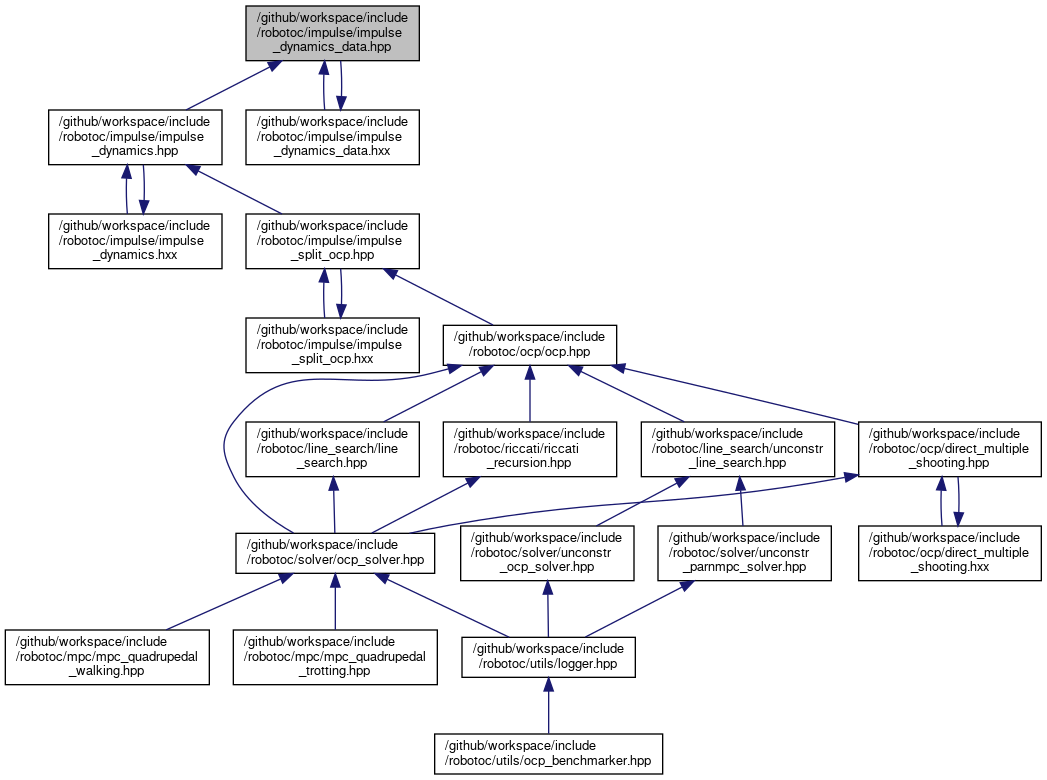 /github/workspace/include
/robotoc/impulse/impulse
_dynamics_data.hpp
/github/workspace/include
/robotoc/impulse/impulse
_dynamics.hpp
/github/workspace/include
/robotoc/impulse/impulse
_dynamics_data.hxx
/github/workspace/include
/robotoc/impulse/impulse
_dynamics.hxx
/github/workspace/include
/robotoc/impulse/impulse
_split_ocp.hpp
/github/workspace/include
/robotoc/impulse/impulse
_split_ocp.hxx
/github/workspace/include
/robotoc/ocp/ocp.hpp
/github/workspace/include
/robotoc/line_search/line
_search.hpp
/github/workspace/include
/robotoc/riccati/riccati
_recursion.hpp
/github/workspace/include
/robotoc/line_search/unconstr
_line_search.hpp
/github/workspace/include
/robotoc/ocp/direct_multiple
_shooting.hpp
/github/workspace/include
/robotoc/solver/ocp_solver.hpp
/github/workspace/include
/robotoc/solver/unconstr
_ocp_solver.hpp
/github/workspace/include
/robotoc/solver/unconstr
_parnmpc_solver.hpp
/github/workspace/include
/robotoc/ocp/direct_multiple
_shooting.hxx
/github/workspace/include
/robotoc/mpc/mpc_quadrupedal
_walking.hpp
/github/workspace/include
/robotoc/mpc/mpc_quadrupedal
_trotting.hpp
/github/workspace/include
/robotoc/utils/logger.hpp
/github/workspace/include
/robotoc/utils/ocp_benchmarker.hpp